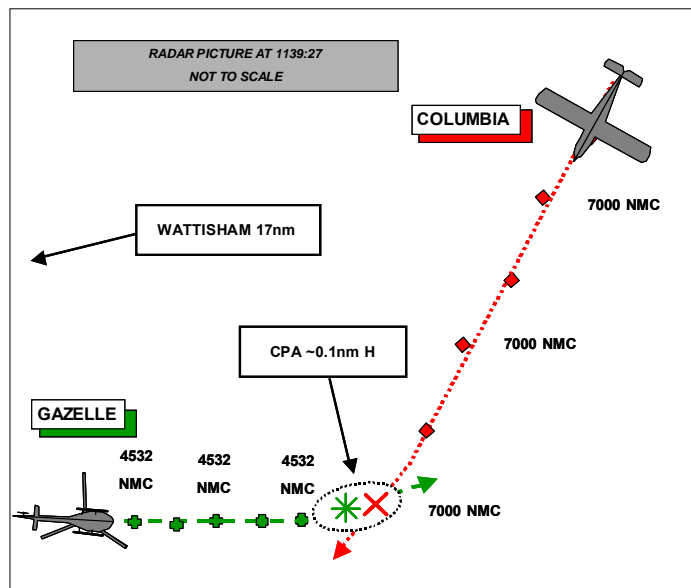 RADAR PICTURE AT 1139:27
NOT TO SCALE
COLUMBIA
7000 NMC
WATTISHAM 17nm
7000 NMC
CPA ~0.1nm H
GAZELLE
4532
NMC
4532
NMC
4532
NMC
7000 NMC